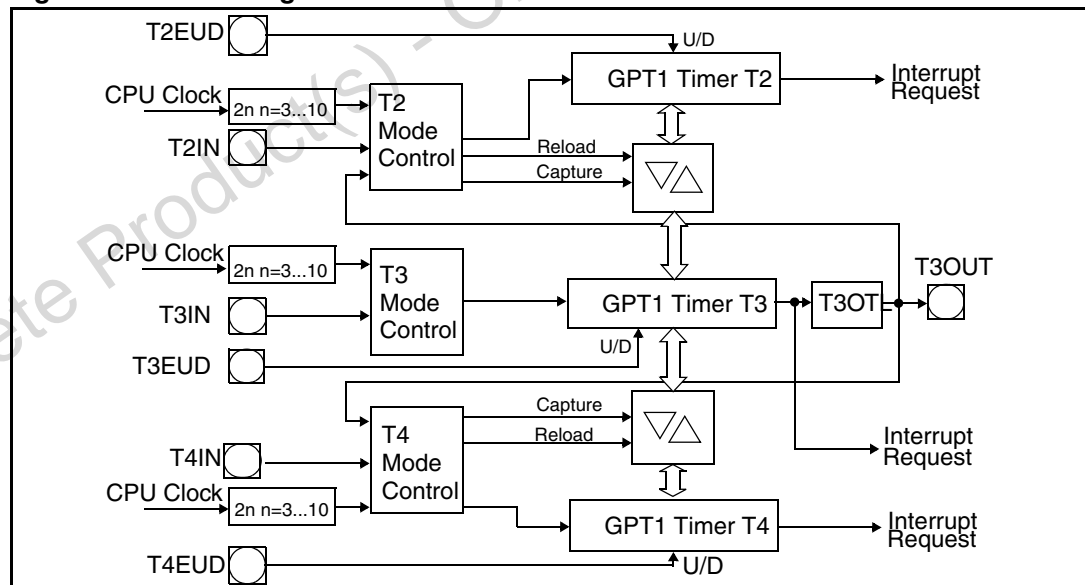 T2EUD
U/D
GPT1 Timer T2
Interrupt
Request
CPU Clock
2n n=3...10
T2
Mode
Control
T2IN
Reload
Capture
CPU Clock
2n n=3...10
T3
Mode
Control
T3IN
GPT1 Timer T3
T3OT
T3OUT
U/D
T3EUD
Capture
Reload
T4
Mode
Control
T4IN
Interrupt
Request
CPU Clock
2n n=3...10
GPT1 Timer T4
Interrupt
Request
T4EUD
U/D
ete Product(s) - O